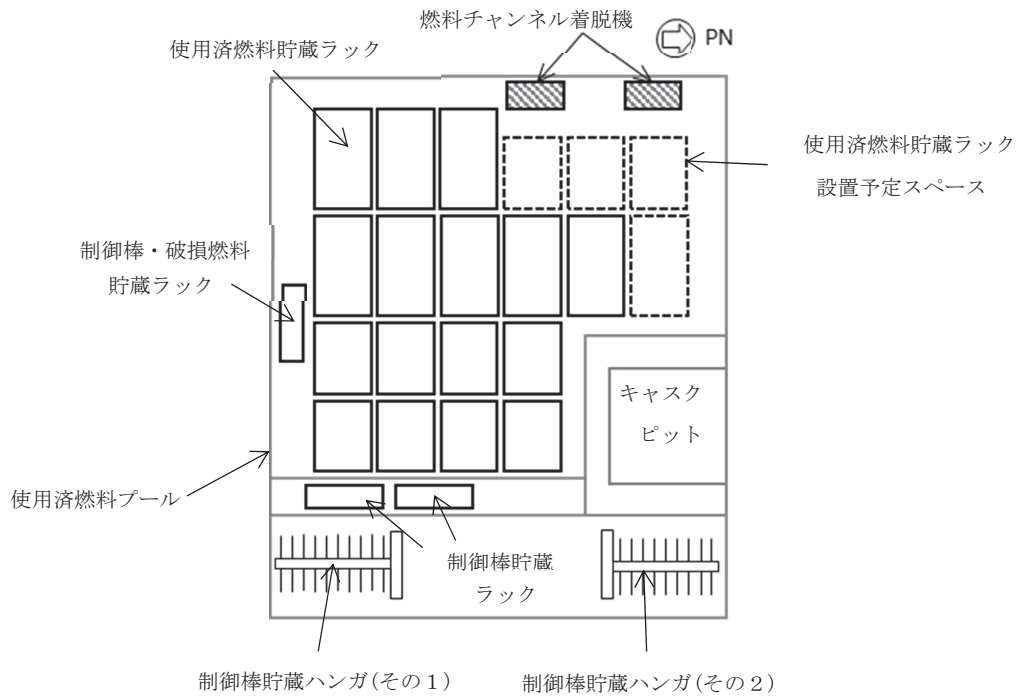 燃料チャンネル着脱機
PN
使用済燃料貯蔵ラック
使用済燃料貯蔵ラック
設置予定スペース
制御棒・破損燃料
貯蔵ラック
キャスク
ピット
使用済燃料プール
制御棒貯蔵
ラック
制御棒貯蔵ハンガ(その１)
制御棒貯蔵ハンガ(その２)